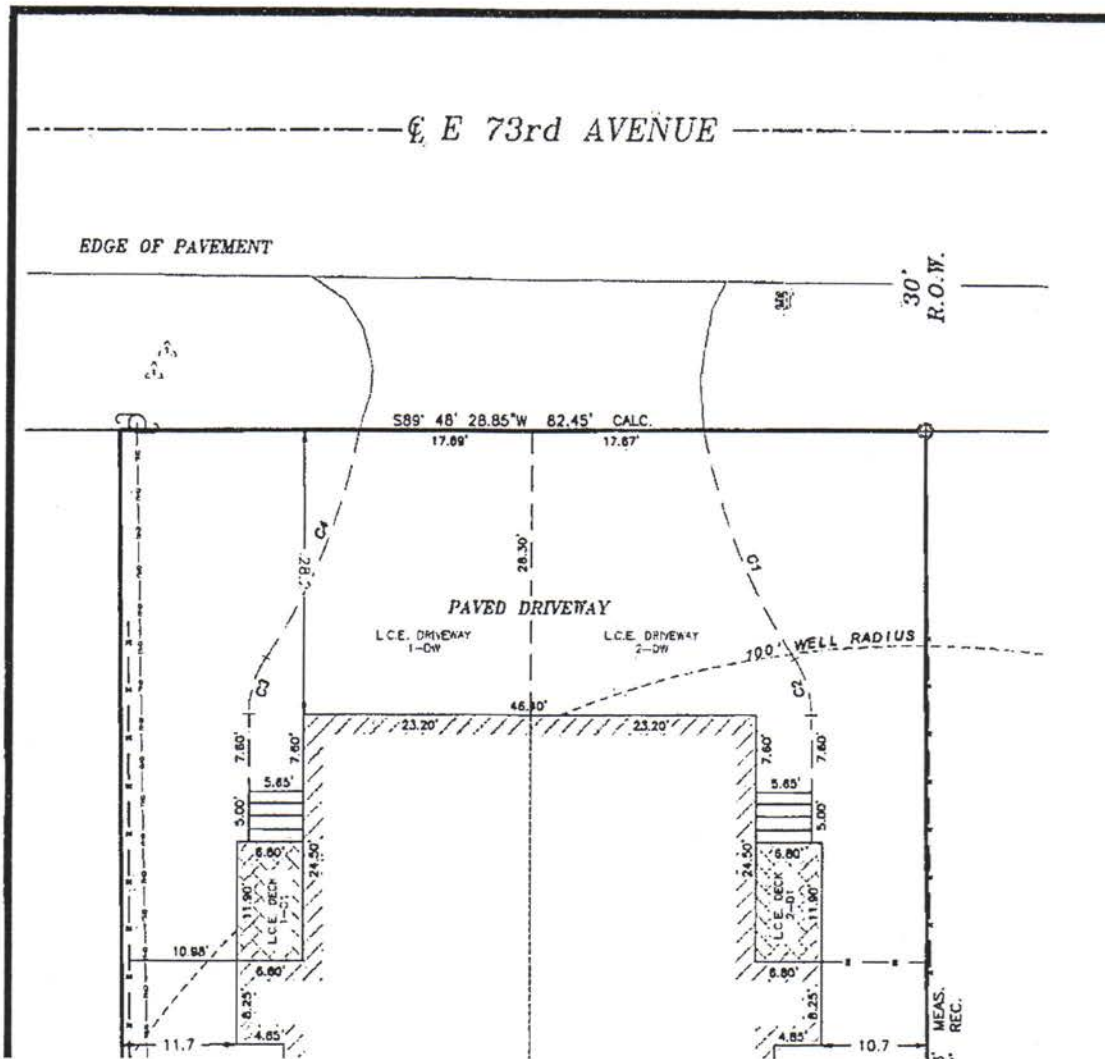 ℄ E 73rd AVENUE
EDGE OF PAVEMENT
30'
R.O.W.
S89° 48' 28.85"W 82.45' CALC.
17.69' 17.67'
C4
C1
28.30'
PAVED DRIVEWAY
L.C.E. DRIVEWAY
1-DW
L.C.E. DRIVEWAY
2-DW
100' WELL RADIUS
C3
C2
46.40'
23.20' 23.20'
7.60' 7.60' 7.60' 7.60'
5.65' 5.65'
5.00' 5.00'
6.80' 6.80'
24.50' 24.50'
L.C.E. DECK
1-D1
11.90'
L.C.E. DECK
2-D1
11.90'
10.98'
6.80' 6.80'
8.25' 8.25'
MEAS.
REC.
11.7 4.65' 4.65' 10.7